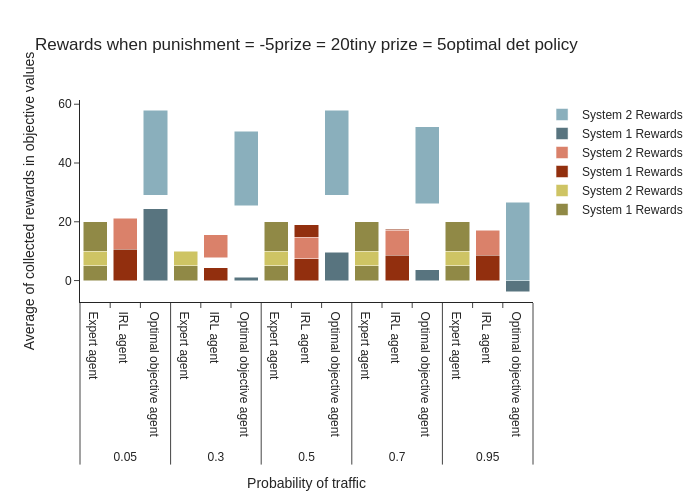 Rewards when punishment = -5prize = 20tiny prize = 5optimal det policy
Average of collected rewards in objective values
60
40
20
0
System 2 Rewards
System 1 Rewards
System 2 Rewards
System 1 Rewards
System 2 Rewards
System 1 Rewards
Expert agent
IRL agent
Optimal objective agent
Expert agent
IRL agent
Optimal objective agent
Expert agent
IRL agent
Optimal objective agent
Expert agent
IRL agent
Optimal objective agent
Expert agent
IRL agent
Optimal objective agent
0.05
0.3
0.5
0.7
0.95
Probability of traffic